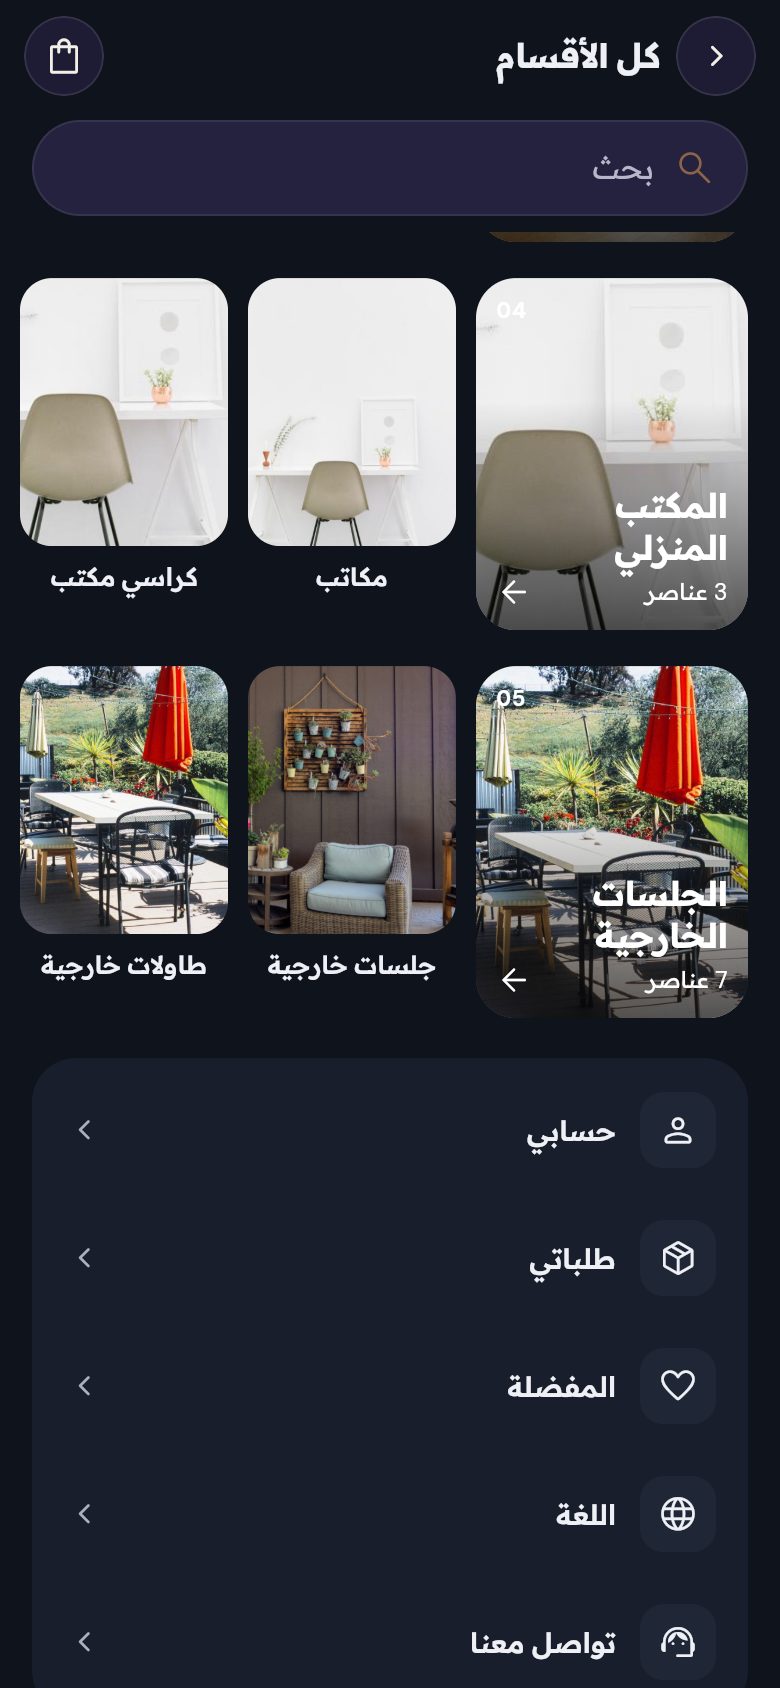 كل الأقسام
بحث
04
المكتب
المنزلي
3 عناصر
مكاتب
كراسي مكتب
05
الجلسات
الخارجية
7 عناصر
جلسات خارجية
طاولات خارجية
حسابي
طلباتي
المفضلة
اللغة
تواصل معنا